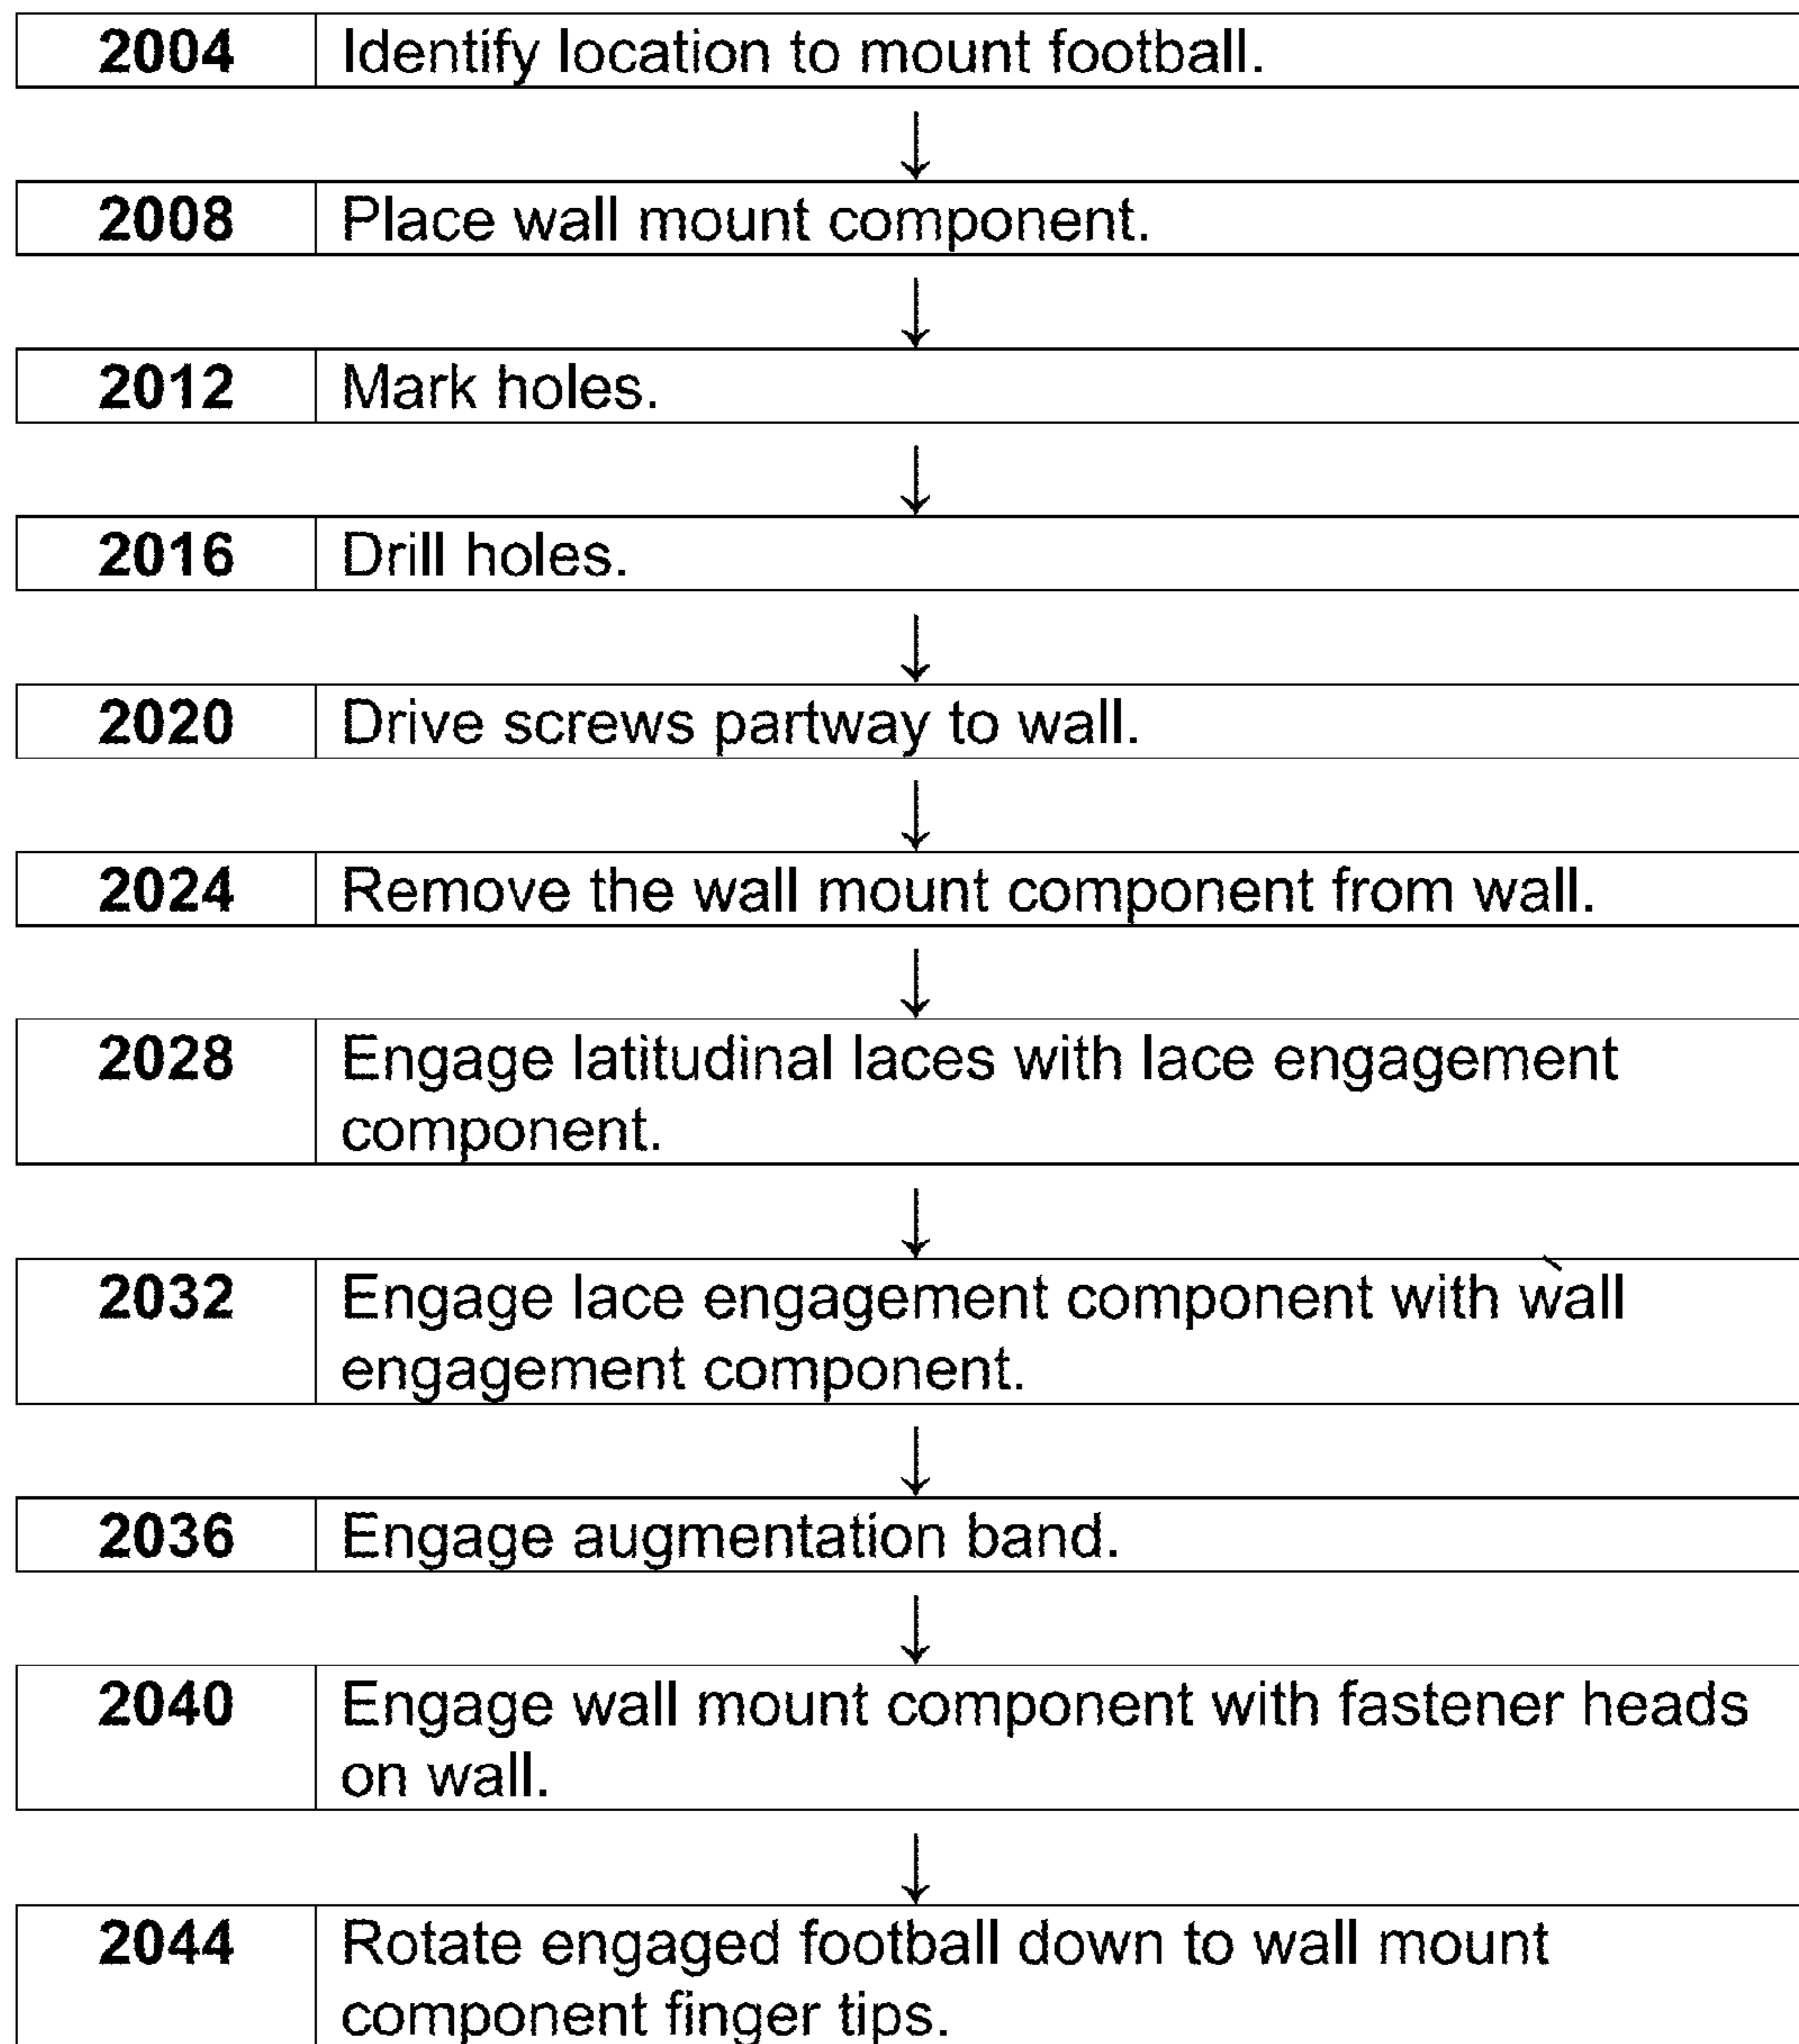 2004 Identify location to mount football.
2008 Place wall mount component.
2012 Mark holes.
2016 Drill holes.
2020 Drive screws partway to wall.
2024 Remove the wall mount component from wall.
2028 Engage latitudinal laces with lace engagement
component.
2032 Engage lace engagement component with wall
engagement component.
2036 Engage augmentation band.
2040 Engage wall mount component with fastener heads
on wall.
2044 Rotate engaged football down to wall mount
component finger tips.